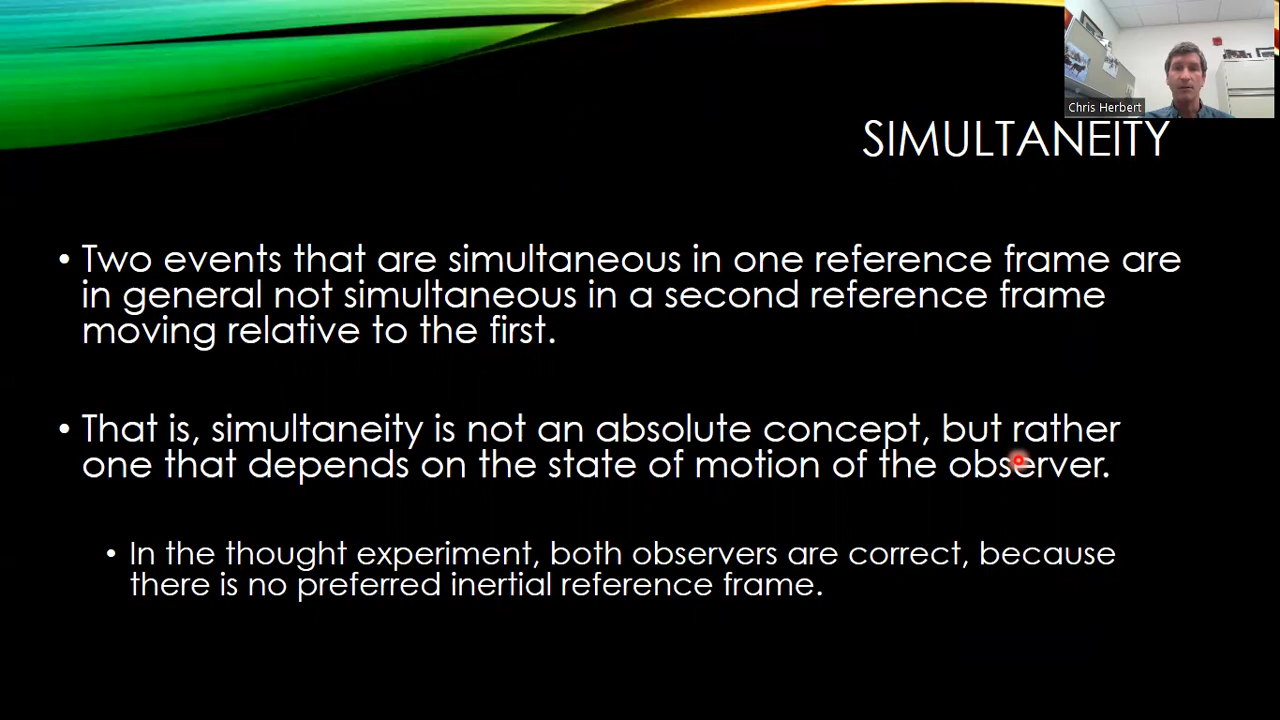 Chris Herbert
SIMULTANEITY
• Two events that are simultaneous in one reference frame are
in general not simultaneous in a second reference frame
moving relative to the first.
• That is, simultaneity is not an absolute concept, but rather
one that depends on the state of motion of the observer.
• In the thought experiment, both observers are correct, because
there is no preferred inertial reference frame.